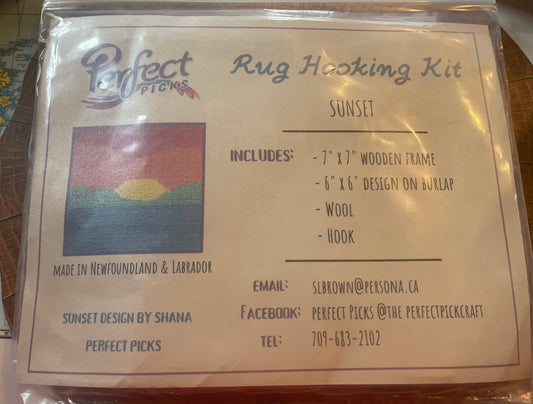 Perfect
PICKS
Rug Hooking Kit
SUNSET
INCLUDES:
- 7" x 7" WOODEN FRAME
- 6" x 6" DESIGN ON BURLAP
- WOOL
- HOOK
MADE IN NEWFOUNDLAND & LABRADOR
SUNSET DESIGN BY SHANA
PERFECT PICKS
EMAIL: SLBROWN@PERSONA.CA
FACEBOOK: PERFECT PICKS @THE PERFECTPICKCRAFT
TEL: 709-683-2102